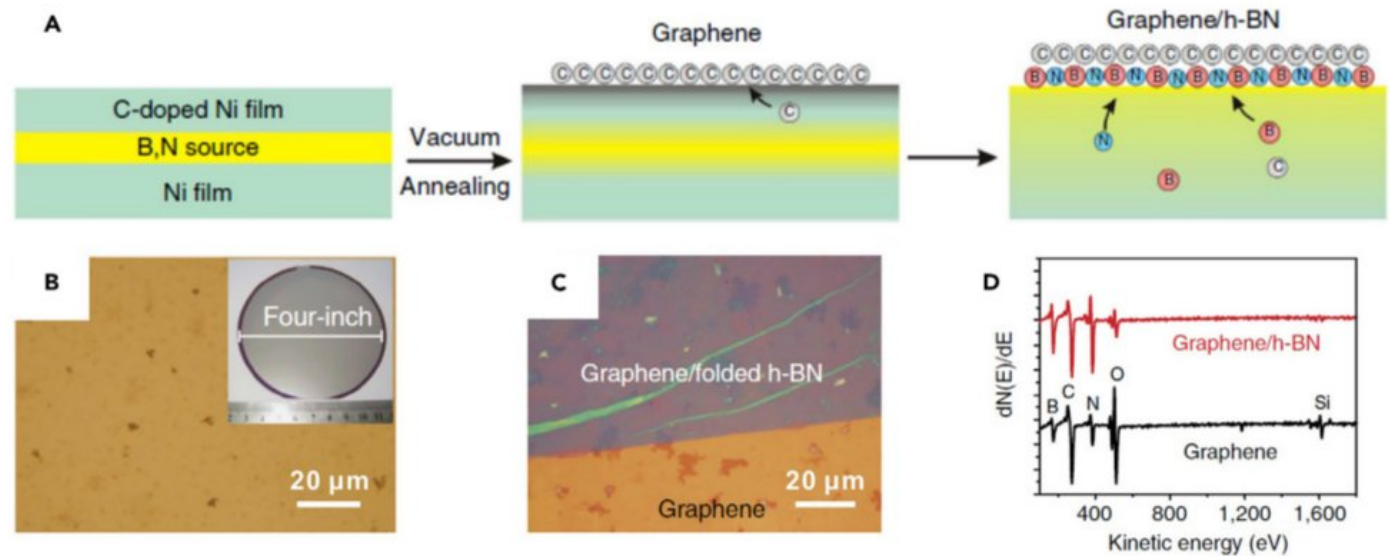 A
C-doped Ni film
B,N source
Ni film
Vacuum
Annealing
Graphene
C C C C C C C C C C C C C C C
C
Graphene/h-BN
C C C C C C C C C C C C C C C C
B N B N B N B N B N B N B N B N B
N
B
C
B
B
Four-inch
20 µm
C
Graphene/folded h-BN
Graphene
20 µm
D
dN(E)/dE
Graphene/h-BN
B
C
N
O
Si
Graphene
400
800
1,200
1,600
Kinetic energy (eV)